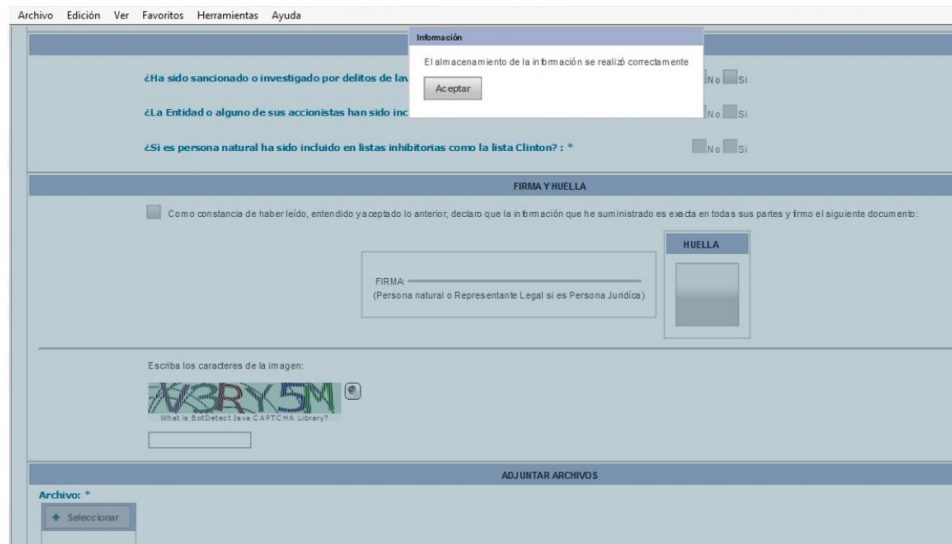 Archivo Edición Ver Favoritos Herramientas Ayuda
Información
El almacenamiento de la información se realizó correctamente
Aceptar
¿Ha sido sancionado o investigado por delitos de lav
No Si
¿La Entidad o alguno de sus accionistas han sido inc
No Si
¿Si es persona natural ha sido incluido en listas inhibitorias como la lista Clinton? : *
No Si
FIRMA Y HUELLA
Como constancia de haber leído, entendido y aceptado lo anterior, declaro que la información que he suministrado es exacta en todas sus partes y firmo el siguiente documento:
HUELLA
FIRMA:
(Persona natural o Representante Legal si es Persona Jurídica)
Escriba los caracteres de la imagen:
What is BotDetect Java CAPTCHA Library?
ADJUNTAR ARCHIVOS
Archivo: *
+ Seleccionar